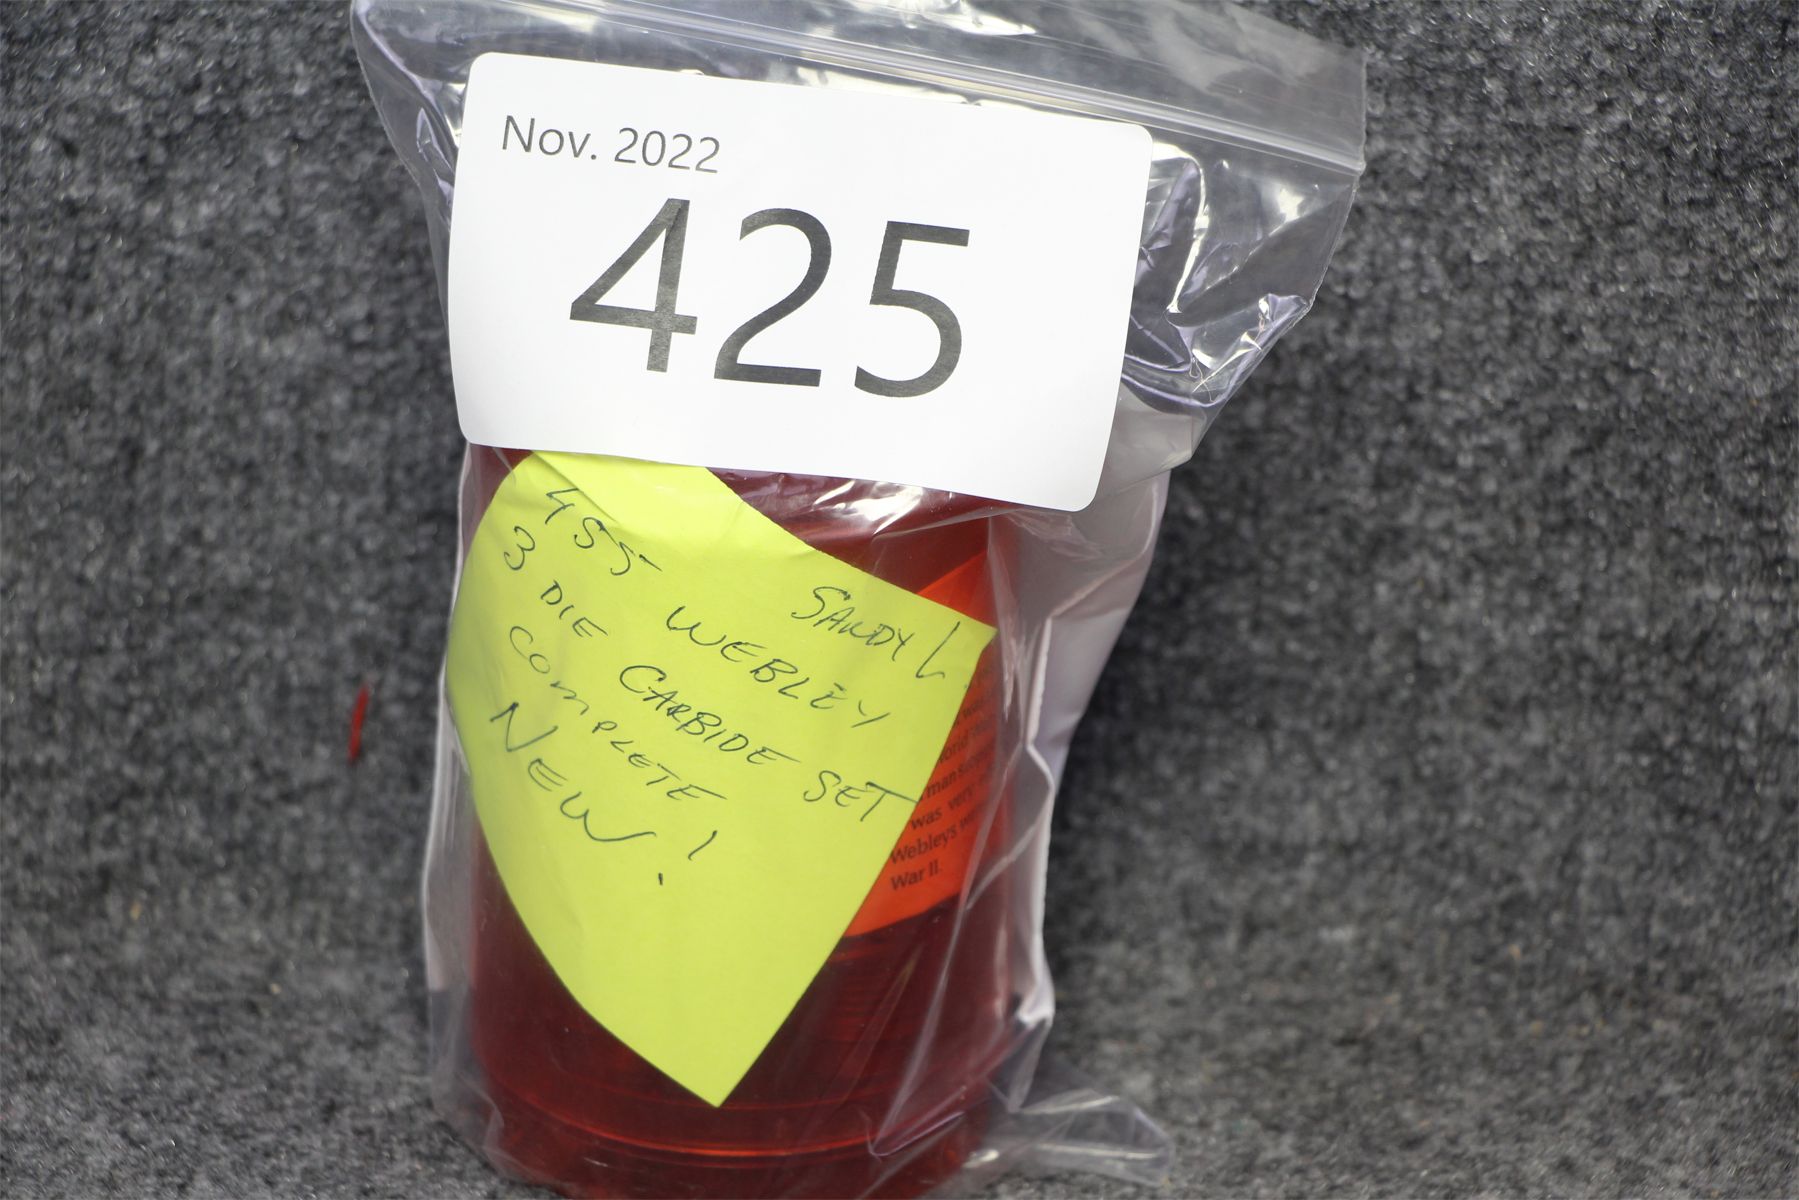 Nov. 2022
425
SANDY L.
455 WEBLEY
3 DIE CARBIDE SET
COMPLETE
NEW!
was very
Webleys
War II.